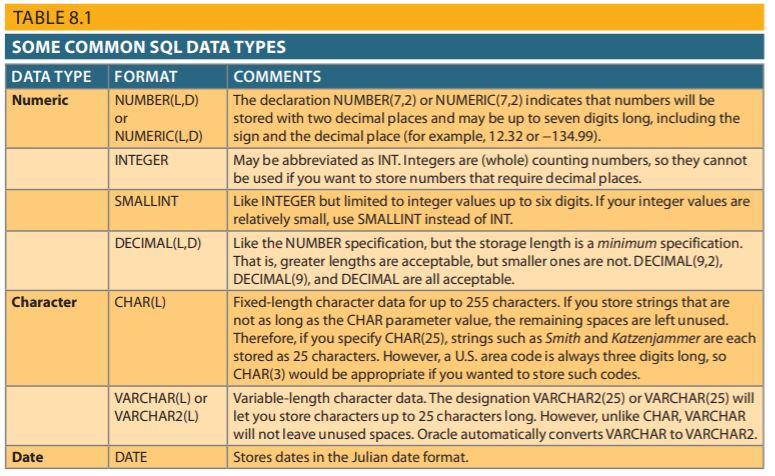 TABLE 8.1
SOME COMMON SQL DATA TYPES
DATA TYPE FORMAT COMMENTS
Numeric NUMBER(L,D) The declaration NUMBER(7,2) or NUMERIC(7,2) indicates that numbers will be
or stored with two decimal places and may be up to seven digits long, including the
NUMERIC(L,D) sign and the decimal place (for example, 12.32 or −134.99).
INTEGER May be abbreviated as INT. Integers are (whole) counting numbers, so they cannot
be used if you want to store numbers that require decimal places.
SMALLINT Like INTEGER but limited to integer values up to six digits. If your integer values are
relatively small, use SMALLINT instead of INT.
DECIMAL(L,D) Like the NUMBER specification, but the storage length is a minimum specification.
That is, greater lengths are acceptable, but smaller ones are not. DECIMAL(9,2),
DECIMAL(9), and DECIMAL are all acceptable.
Character CHAR(L) Fixed-length character data for up to 255 characters. If you store strings that are
not as long as the CHAR parameter value, the remaining spaces are left unused.
Therefore, if you specify CHAR(25), strings such as Smith and Katzenjammer are each
stored as 25 characters. However, a U.S. area code is always three digits long, so
CHAR(3) would be appropriate if you wanted to store such codes.
VARCHAR(L) or Variable-length character data. The designation VARCHAR2(25) or VARCHAR(25) will
VARCHAR2(L) let you store characters up to 25 characters long. However, unlike CHAR, VARCHAR
will not leave unused spaces. Oracle automatically converts VARCHAR to VARCHAR2.
Date DATE Stores dates in the Julian date format.